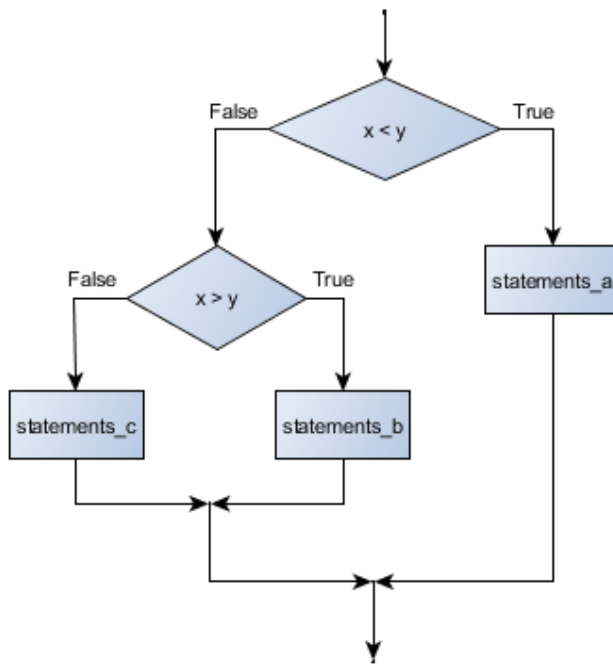 False
True
x < y
False
True
x > y
statements_a
statements_c
statements_b